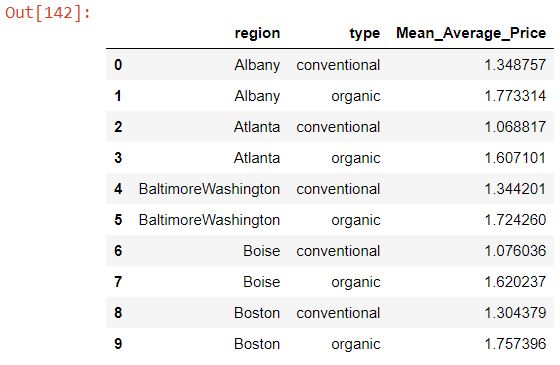 Out[142]:
region type Mean_Average_Price
0 Albany conventional 1.348757
1 Albany organic 1.773314
2 Atlanta conventional 1.068817
3 Atlanta organic 1.607101
4 BaltimoreWashington conventional 1.344201
5 BaltimoreWashington organic 1.724260
6 Boise conventional 1.076036
7 Boise organic 1.620237
8 Boston conventional 1.304379
9 Boston organic 1.757396